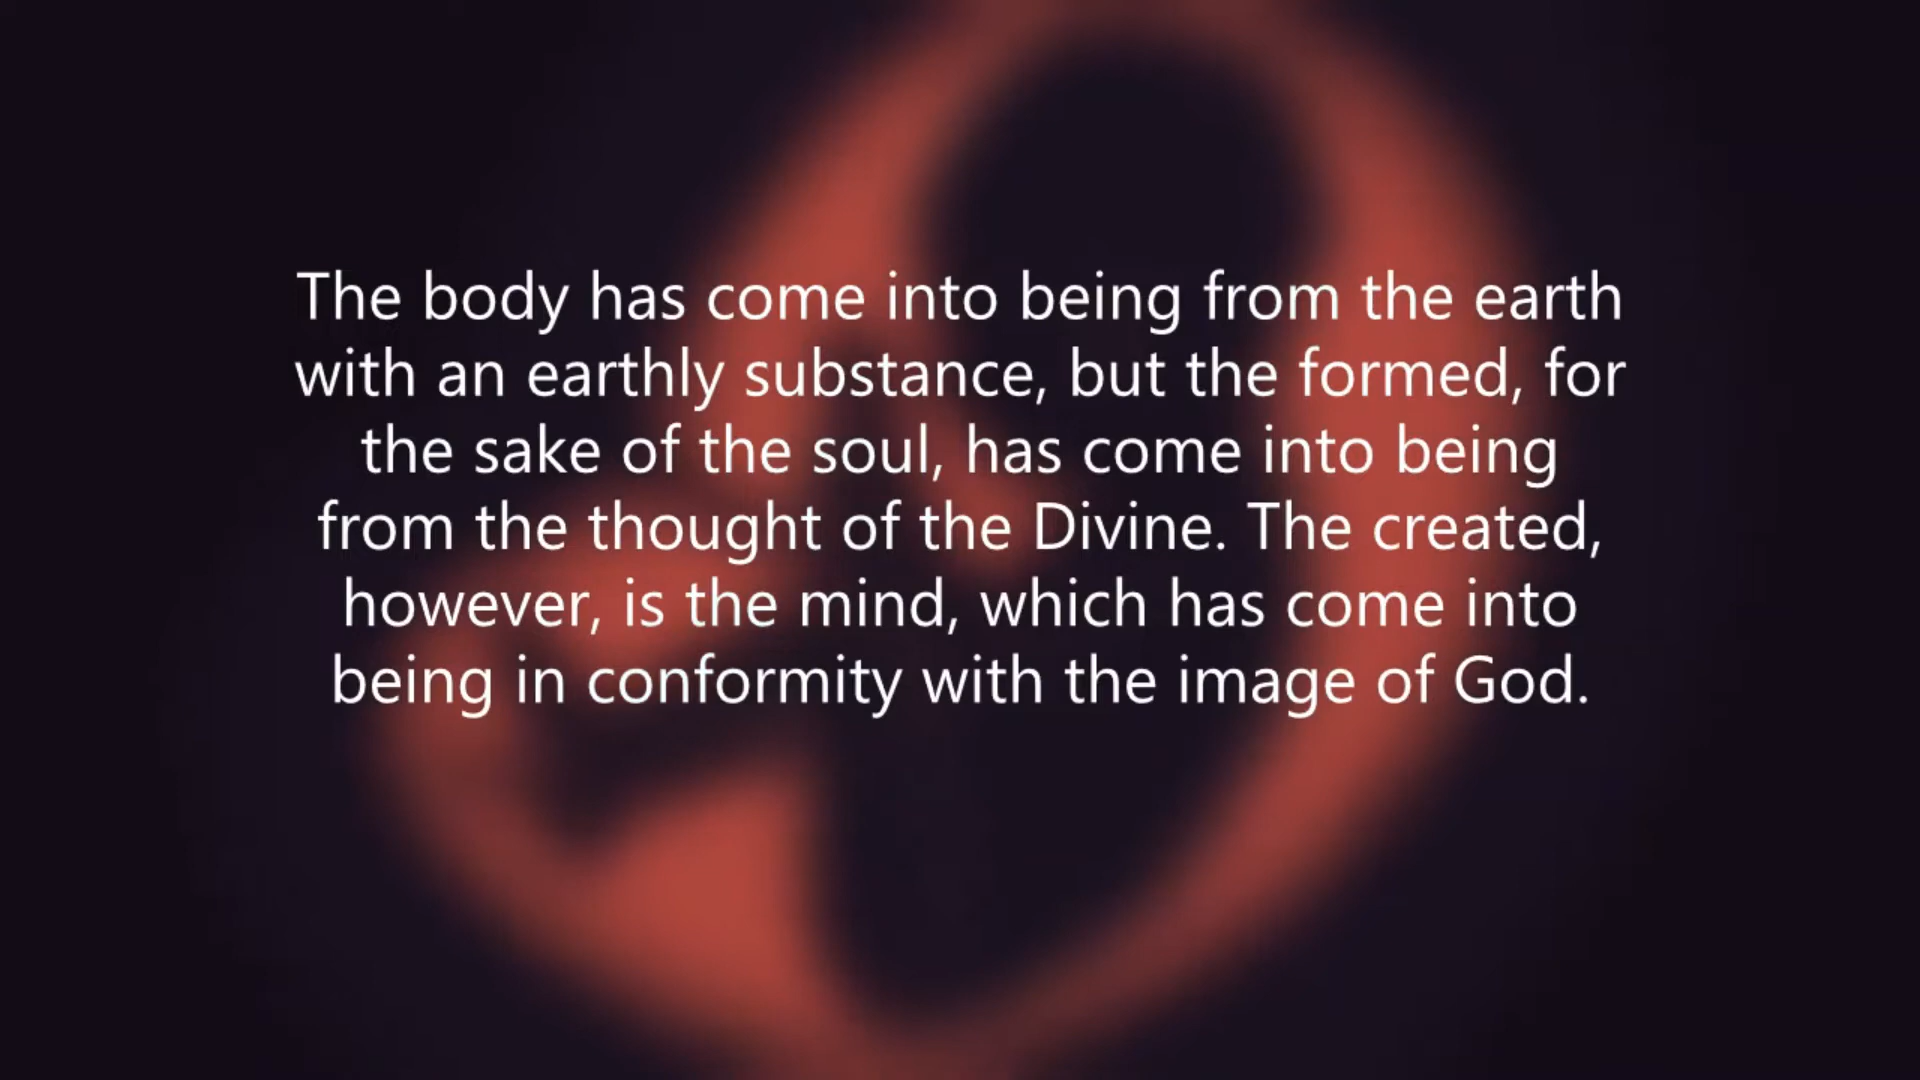 The body has come into being from the earth
with an earthly substance, but the formed, for
the sake of the soul, has come into being
from the thought of the Divine. The created,
however, is the mind, which has come into
being in conformity with the image of God.